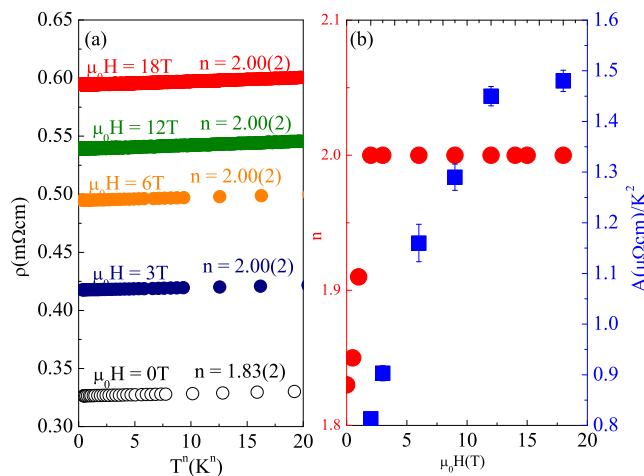 (a)
μ₀H = 18T n = 2.00(2)
μ₀H = 12T n = 2.00(2)
μ₀H = 6T n = 2.00(2)
μ₀H = 3T n = 2.00(2)
μ₀H = 0T n = 1.83(2)
0.65
0.60
0.55
0.50
0.45
0.40
0.35
0.30
ρ(mΩcm)
0 5 10 15 20
Tⁿ(Kⁿ)
(b)
2.1
2.0
1.9
1.8
n
0 5 10 15 20
μ₀H(T)
1.6
1.5
1.4
1.3
1.2
1.1
1.0
0.9
0.8
A(μΩcm)/K²